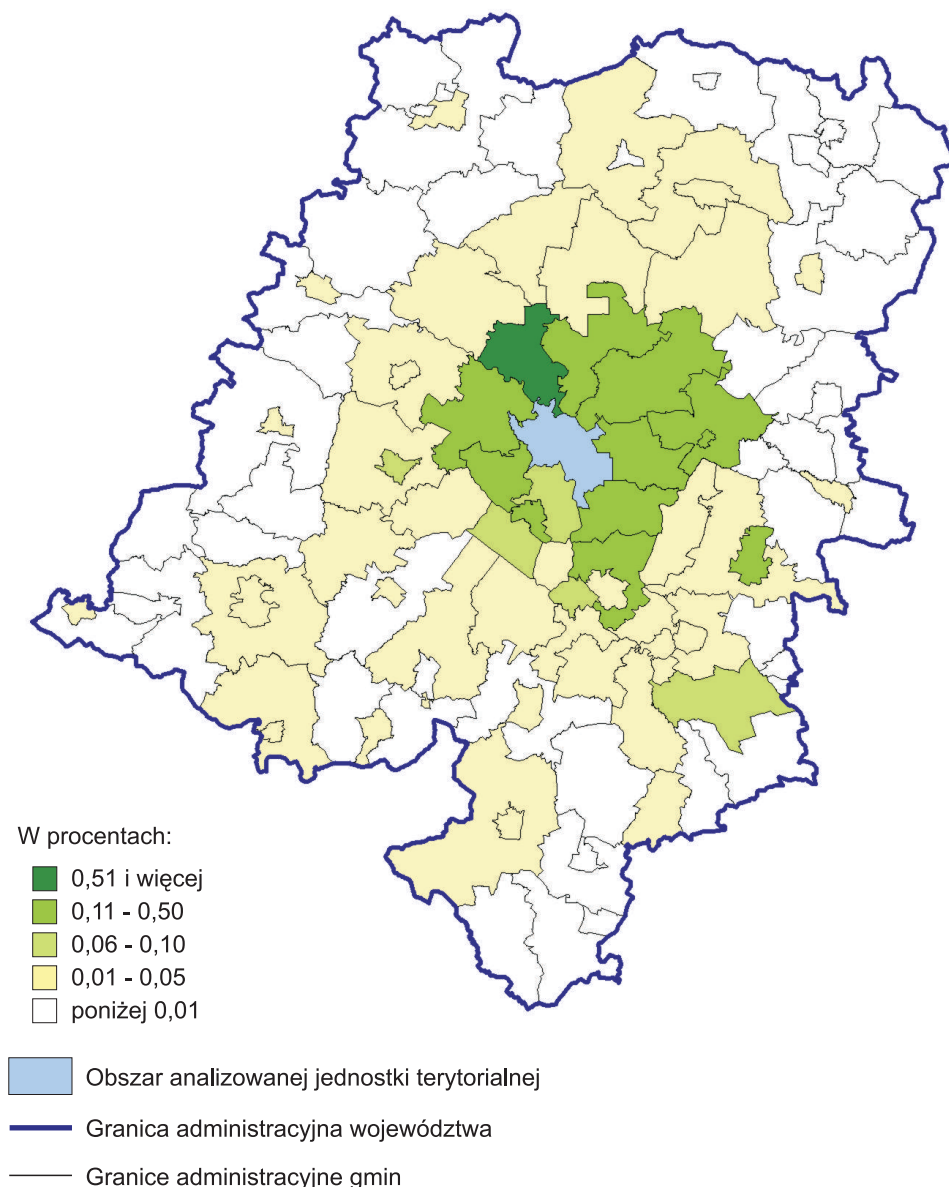 W procentach:
0,51 i więcej
0,11 - 0,50
0,06 - 0,10
0,01 - 0,05
poniżej 0,01
Obszar analizowanej jednostki terytorialnej
Granica administracyjna województwa
Granice administracyjne gmin